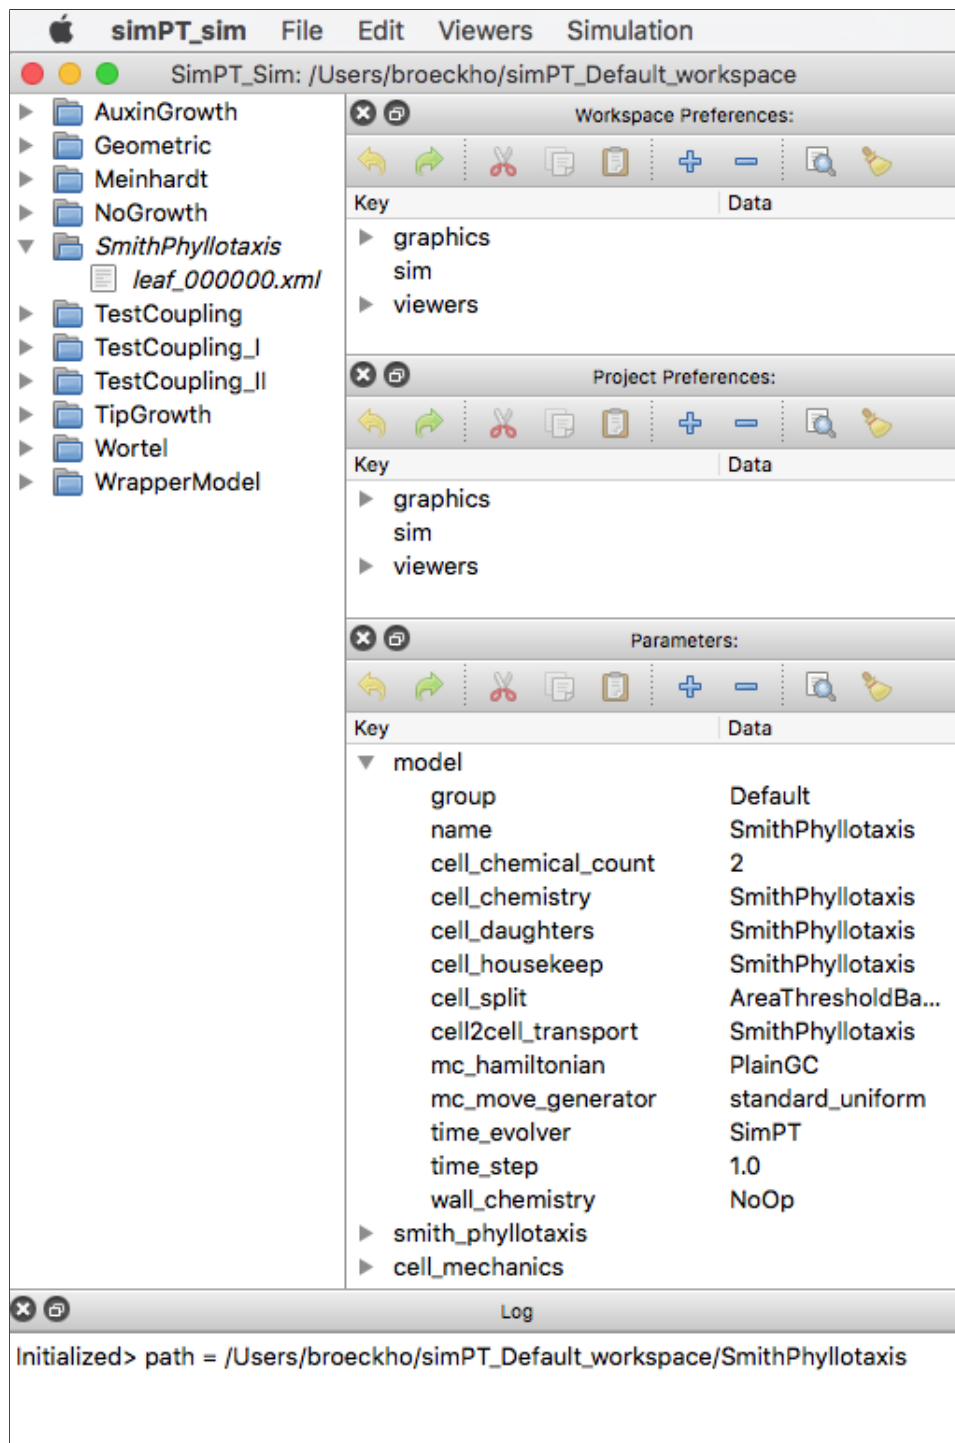 simPT_sim File Edit Viewers Simulation
SimPT_Sim: /Users/broeckho/simPT_Default_workspace
AuxinGrowth
Geometric
Meinhardt
NoGrowth
SmithPhyllotaxis
leaf_000000.xml
TestCoupling
TestCoupling_I
TestCoupling_II
TipGrowth
Wortel
WrapperModel
Workspace Preferences:
Key Data
graphics
sim
viewers
Project Preferences:
Key Data
graphics
sim
viewers
Parameters:
Key Data
model
group Default
name SmithPhyllotaxis
cell_chemical_count 2
cell_chemistry SmithPhyllotaxis
cell_daughters SmithPhyllotaxis
cell_housekeep SmithPhyllotaxis
cell_split AreaThresholdBa...
cell2cell_transport SmithPhyllotaxis
mc_hamiltonian PlainGC
mc_move_generator standard_uniform
time_evolver SimPT
time_step 1.0
wall_chemistry NoOp
smith_phyllotaxis
cell_mechanics
Log
Initialized> path = /Users/broeckho/simPT_Default_workspace/SmithPhyllotaxis